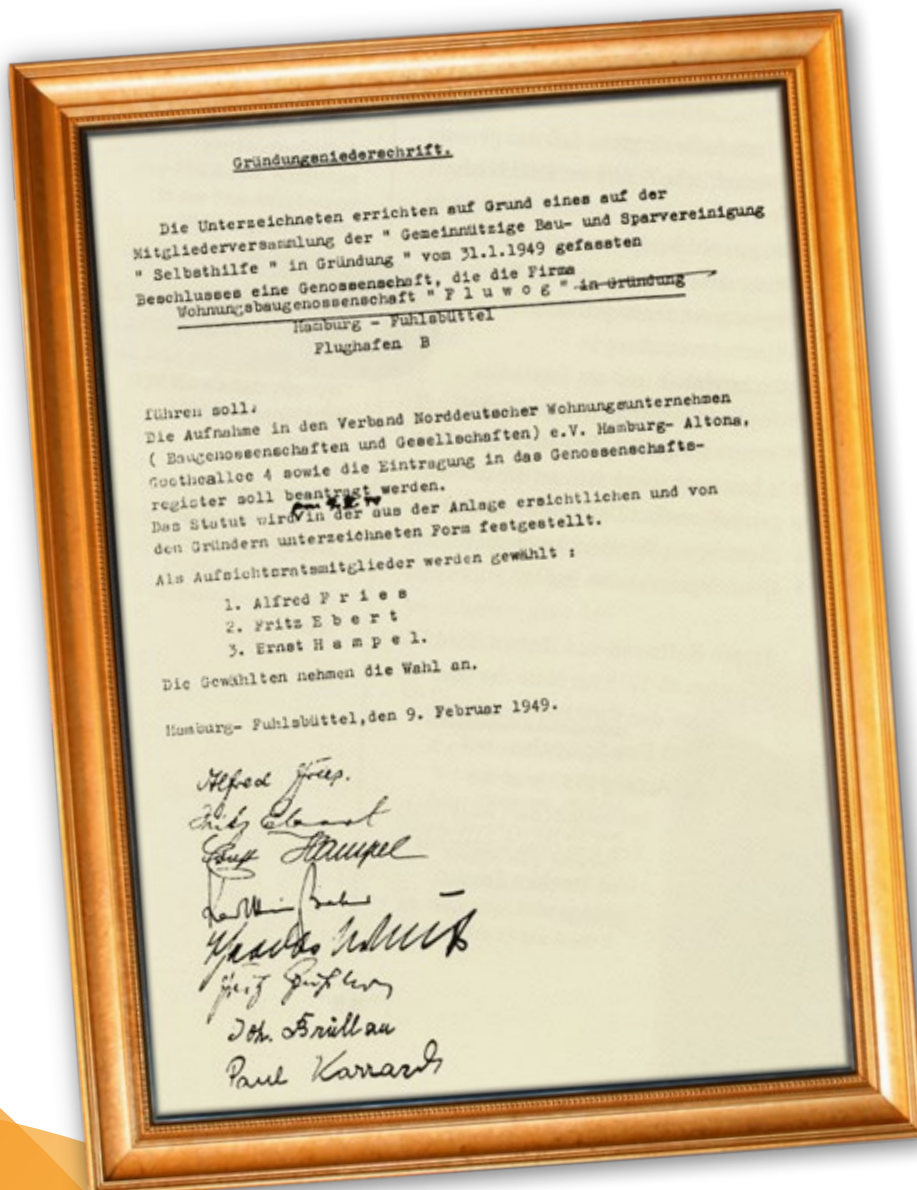 Gründungsniederschrift.
Die Unterzeichneten errichten auf Grund eines auf der
Mitgliederversammlung der " Gemeinnützige Bau- und Sparvereinigung
" Selbsthilfe " in Gründung " vom 31.1.1949 gefassten
Beschlusses eine Genossenschaft, die die Firma
Wohnungsbaugenossenschaft " F l u w o g " in Gründung
Hamburg - Fuhlsbüttel
Flughafen B
führen soll.
Die Aufnahme in den Verband Norddeutscher Wohnungsunternehmen
( Baugenossenschaften und Gesellschaften) e.V. Hamburg- Altona,
Goetheallee 4 sowie die Eintragung in das Genossenschafts-
register soll beantragt werden.
Das Statut wird in der aus der Anlage ersichtlichen und von
den Gründern unterzeichneten Form festgestellt.
Als Aufsichtsratsmitglieder werden gewählt :
1. Alfred F r i e s
2. Fritz E b e r t
3. Ernst H a m p e l.
Die Gewählten nehmen die Wahl an.
Hamburg- Fuhlsbüttel,den 9. Februar 1949.
Alfred Fries.
Fritz Ebert
Ernst Hampel
Fritz
Joh. Brüllau
Paul